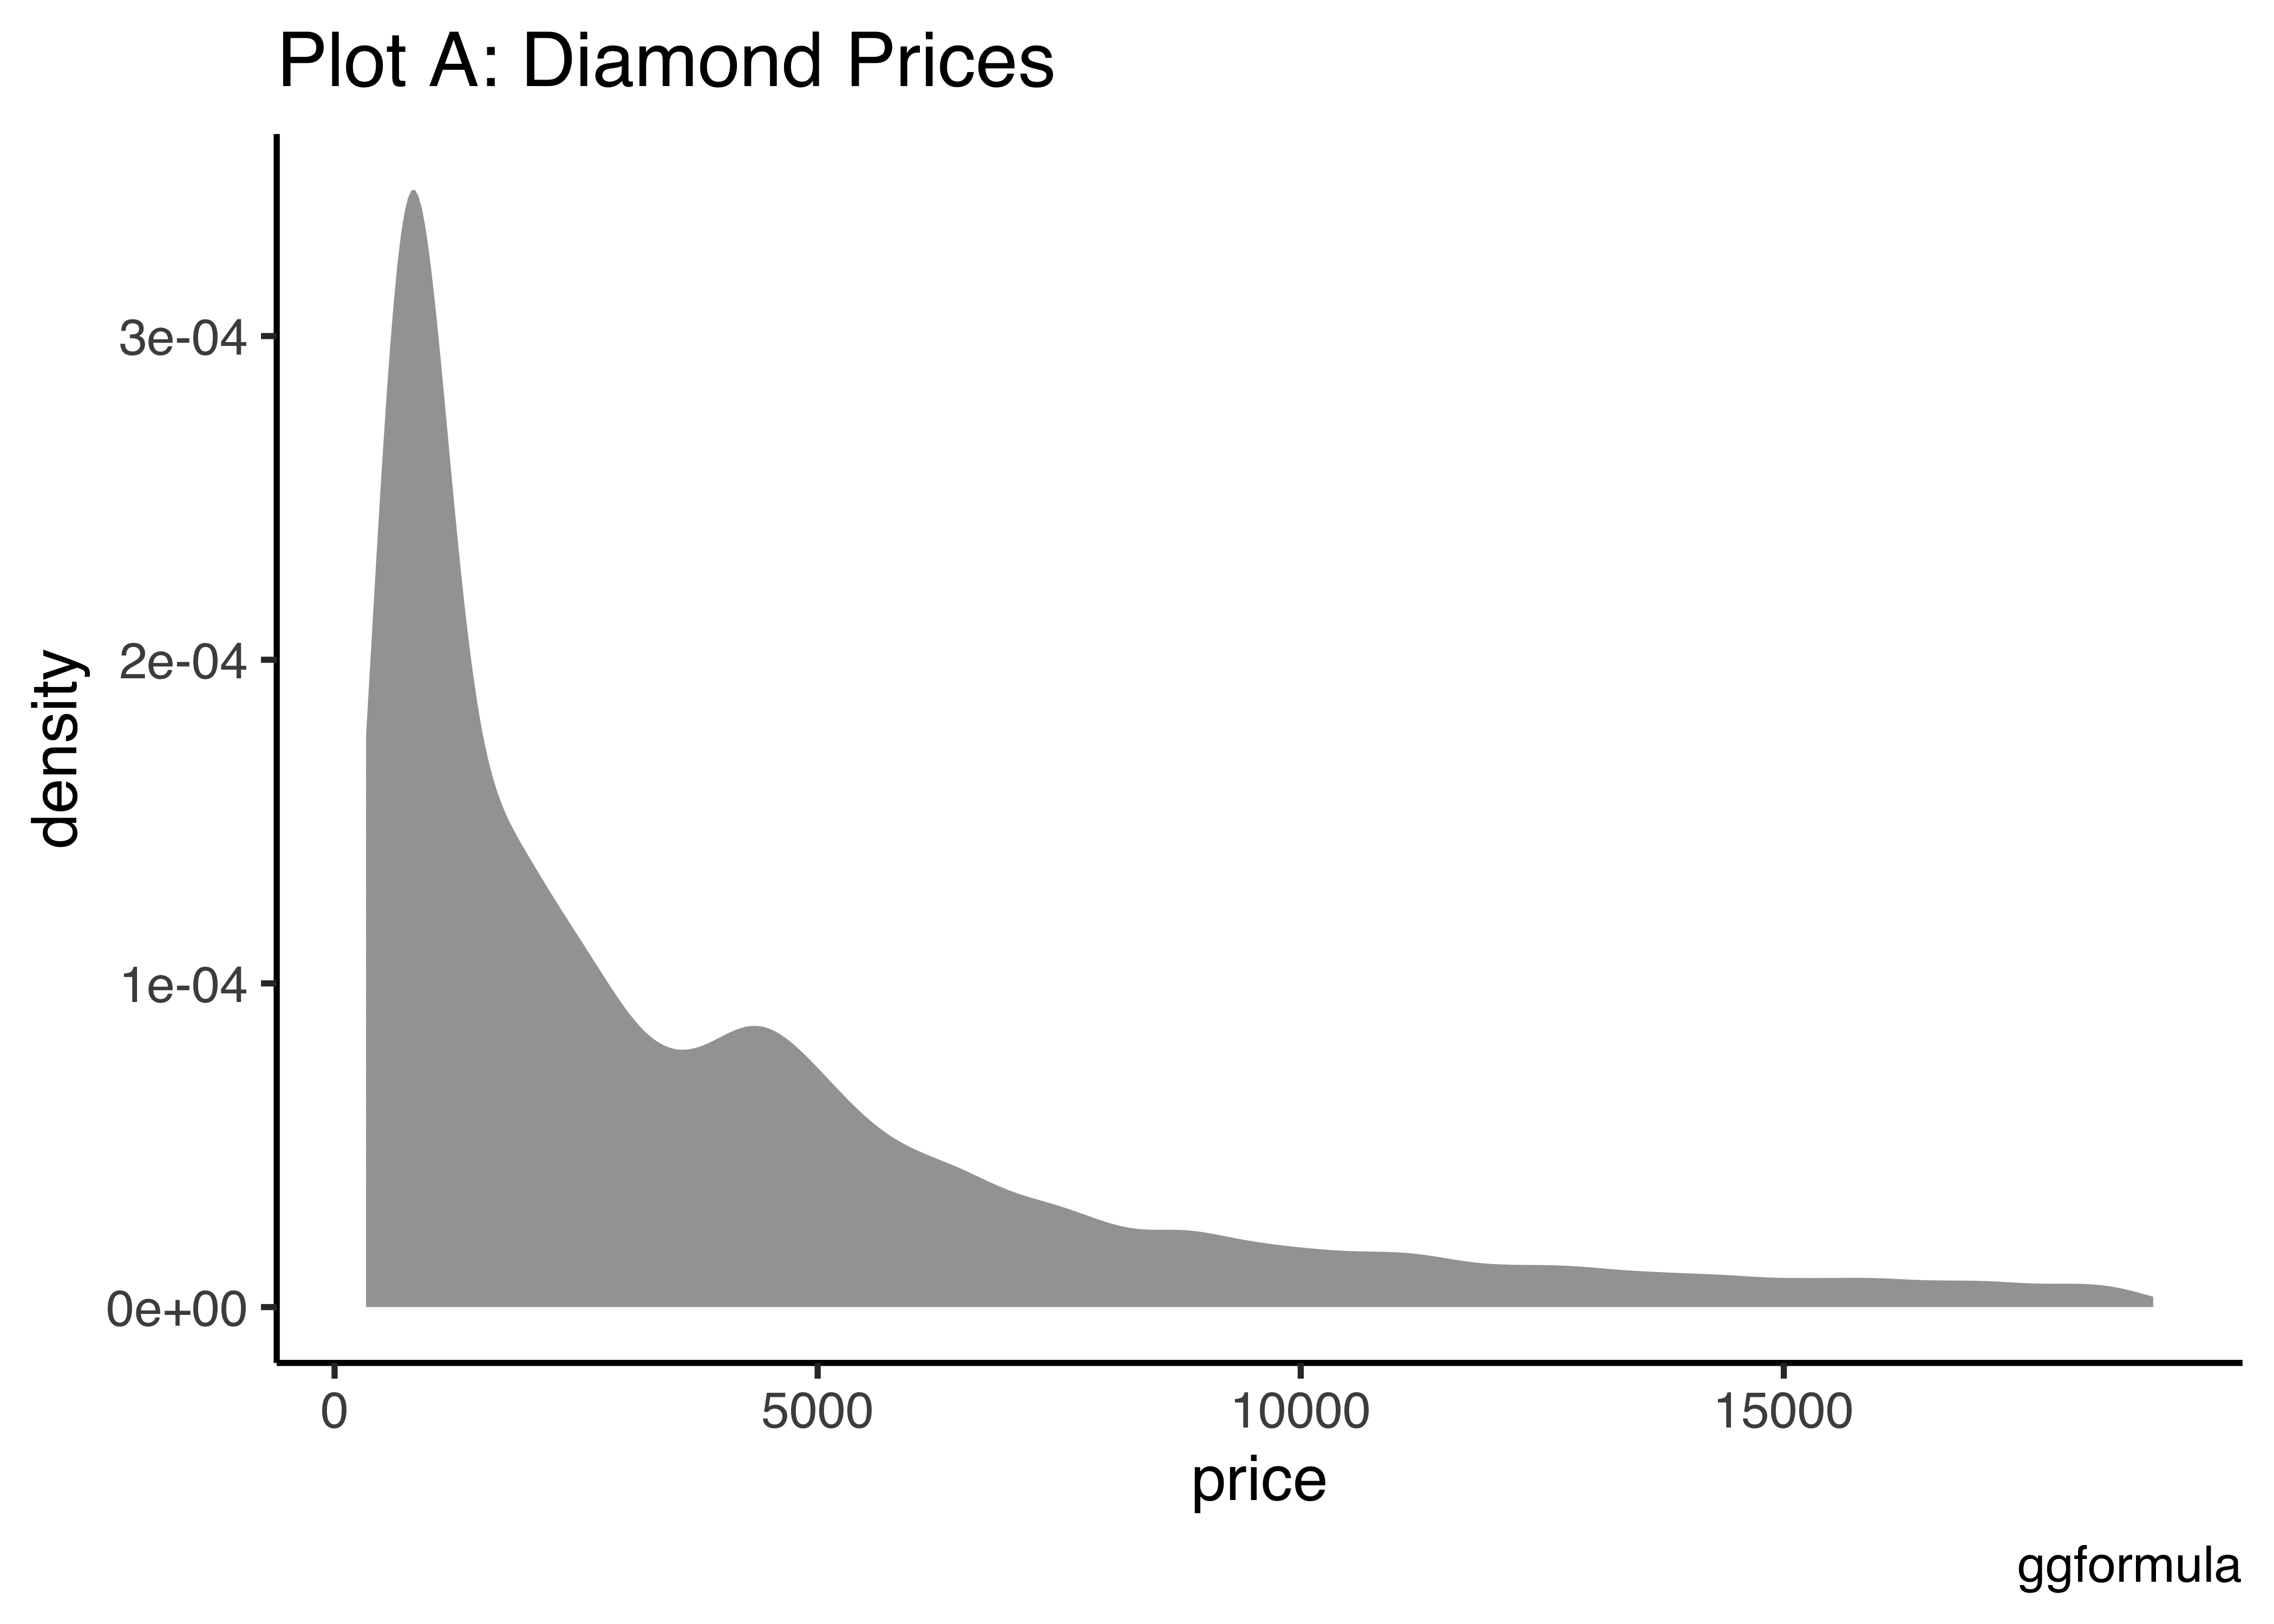 Plot A: Diamond Prices
density
3e-04
2e-04
1e-04
0e+00
0 5000 10000 15000
price
ggformula